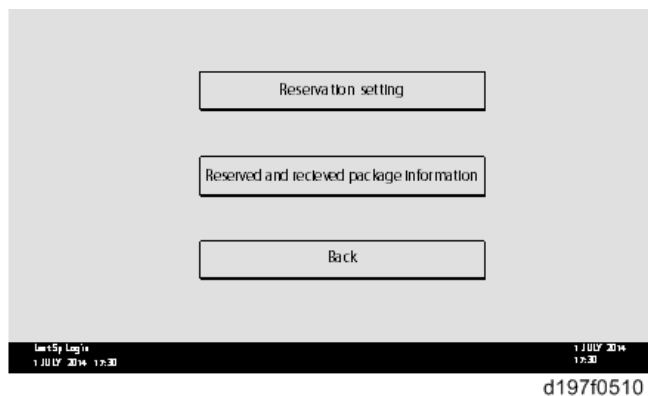 Reservation setting
Reserved and recieved package information
Back
Last Sp Login
1 JULY 2014 17:30
1 JULY 2014
17:30
d197f0510